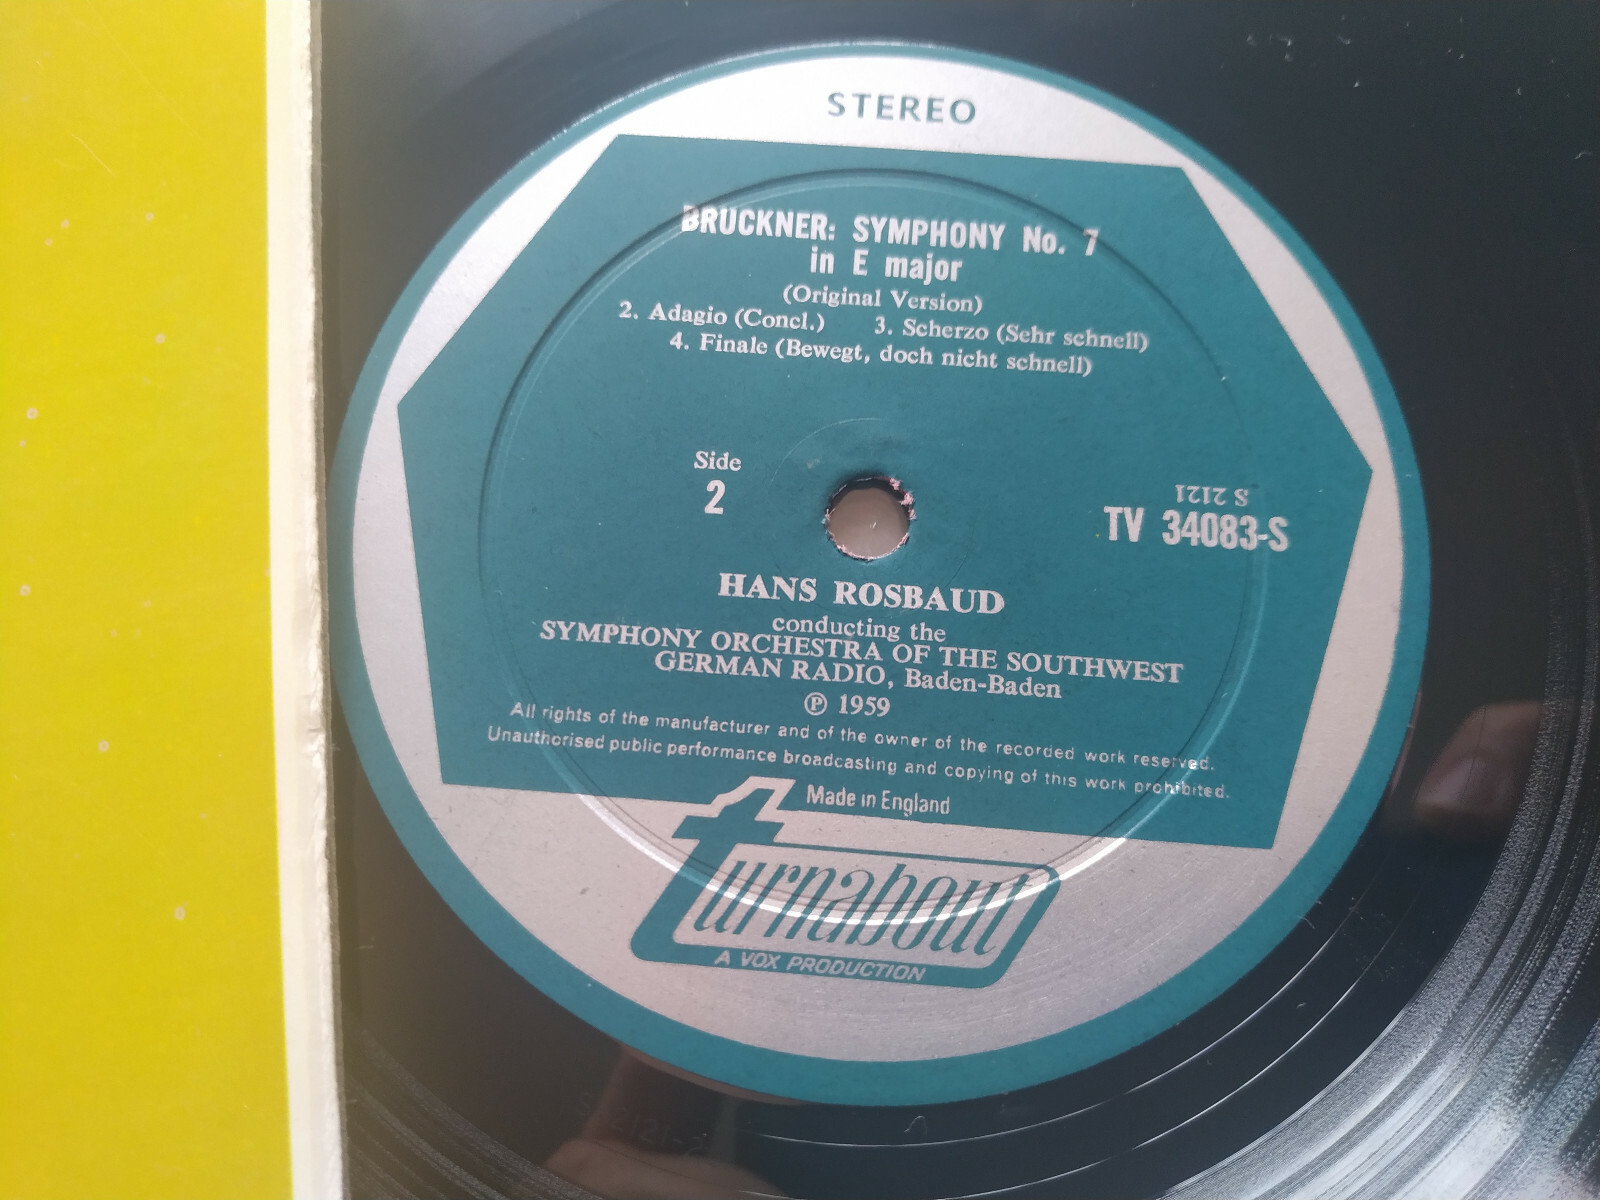 STEREO
BRUCKNER: SYMPHONY No. 7
in E major
(Original Version)
2. Adagio (Concl.) 3. Scherzo (Sehr schnell)
4. Finale (Bewegt, doch nicht schnell)
Side
2
S 2121
TV 34083-S
HANS ROSBAUD
conducting the
SYMPHONY ORCHESTRA OF THE SOUTHWEST
GERMAN RADIO, Baden-Baden
℗ 1959
All rights of the manufacturer and of the owner of the recorded work reserved.
Unauthorised public performance broadcasting and copying of this work prohibited.
Made in England
turnabout
A VOX PRODUCTION